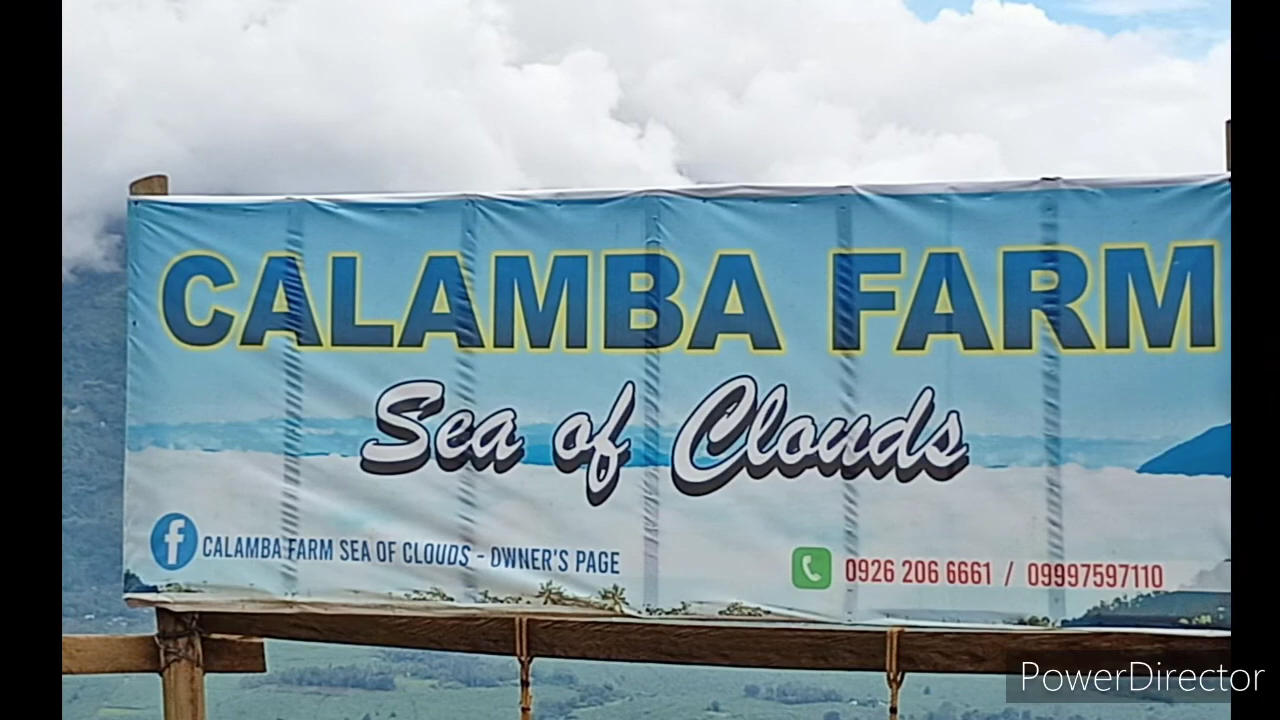 CALAMBA FARM
Sea of Clouds
CALAMBA FARM SEA OF CLOUDS - OWNER'S PAGE
0926 206 6661 / 09997597110
PowerDirector